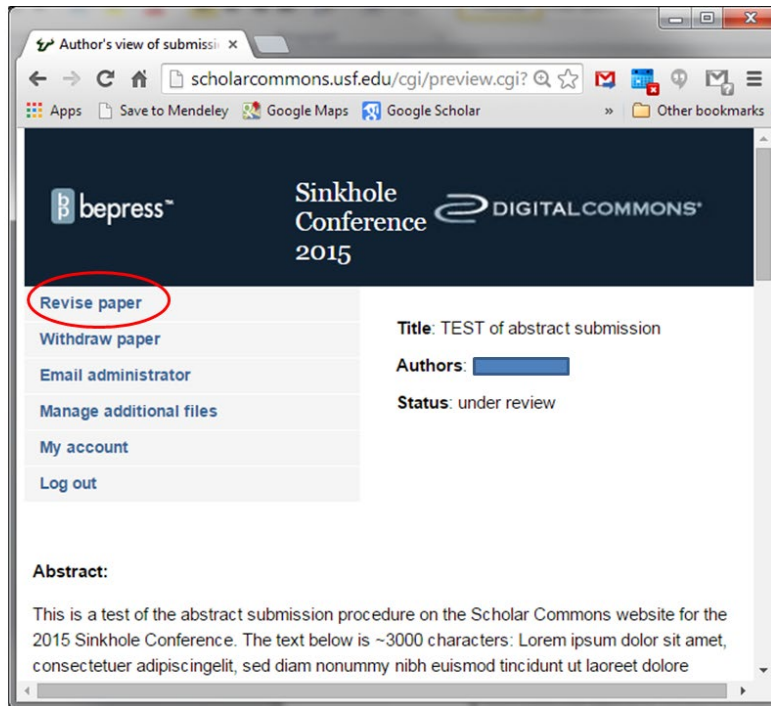 Author's view of submissi
scholarcommons.usf.edu/cgi/preview.cgi?
Apps Save to Mendeley Google Maps Google Scholar » Other bookmarks
bepress™
Sinkhole
Conference
2015
DIGITALCOMMONS®
Revise paper
Withdraw paper
Email administrator
Manage additional files
My account
Log out
Title: TEST of abstract submission
Authors:
Status: under review
Abstract:
This is a test of the abstract submission procedure on the Scholar Commons website for the
2015 Sinkhole Conference. The text below is ~3000 characters: Lorem ipsum dolor sit amet,
consectetuer adipiscingelit, sed diam nonummy nibh euismod tincidunt ut laoreet dolore